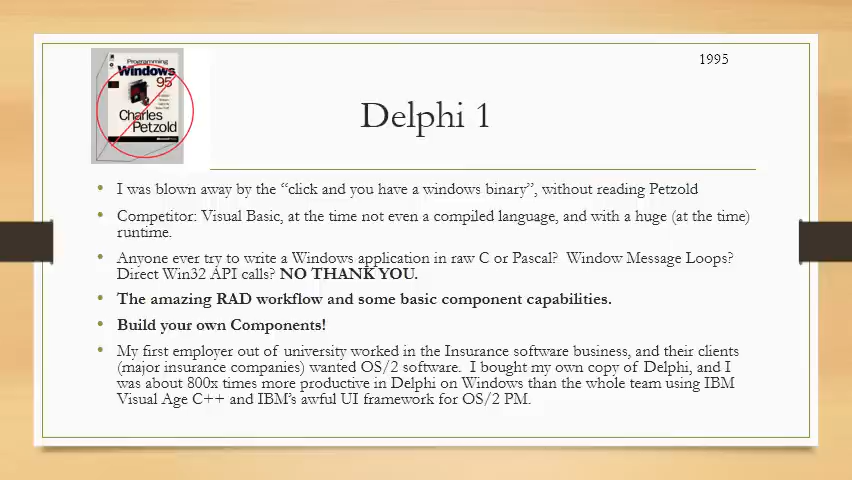 1995
Programming
Windows
95
Charles
Petzold
Delphi 1
• I was blown away by the “click and you have a windows binary”, without reading Petzold
• Competitor: Visual Basic, at the time not even a compiled language, and with a huge (at the time)
runtime.
• Anyone ever try to write a Windows application in raw C or Pascal? Window Message Loops?
Direct Win32 API calls? NO THANK YOU.
• The amazing RAD workflow and some basic component capabilities.
• Build your own Components!
• My first employer out of university worked in the Insurance software business, and their clients
(major insurance companies) wanted OS/2 software. I bought my own copy of Delphi, and I
was about 800x times more productive in Delphi on Windows than the whole team using IBM
Visual Age C++ and IBM’s awful UI framework for OS/2 PM.